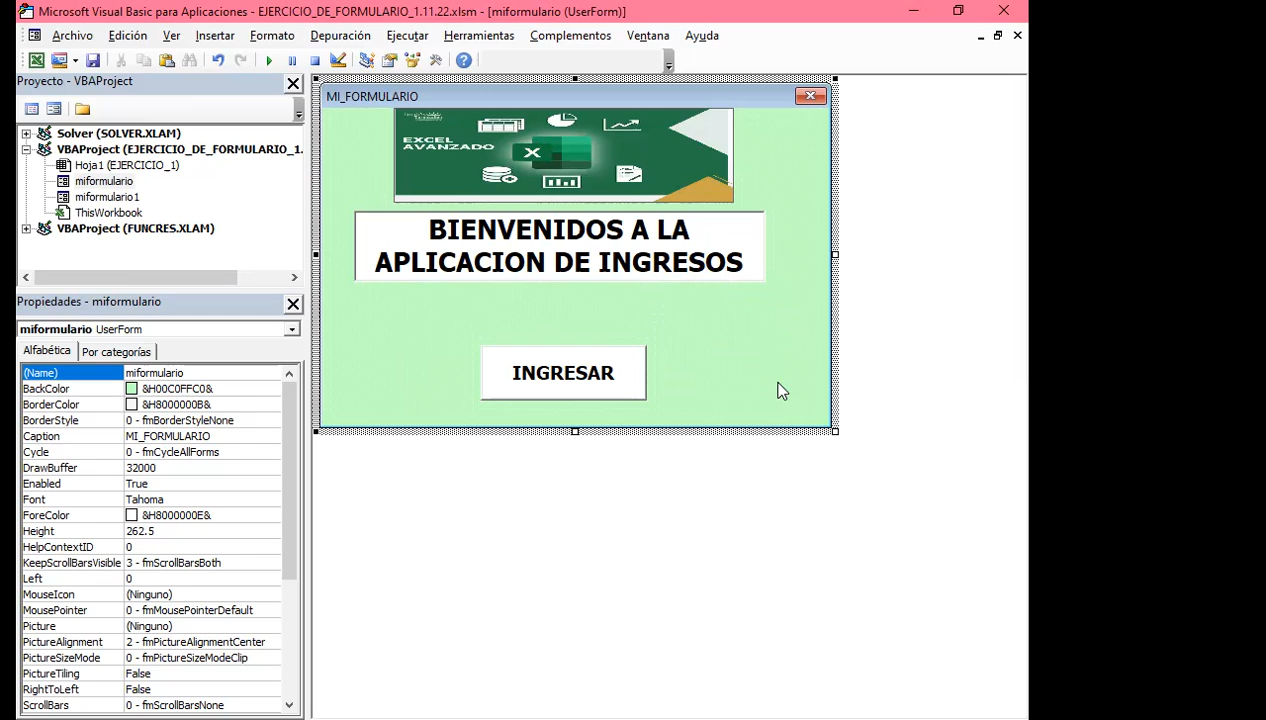 Microsoft Visual Basic para Aplicaciones - EJERCICIO_DE_FORMULARIO_1.11.22.xlsm - [miformulario (UserForm)]
Archivo Edición Ver Insertar Formato Depuración Ejecutar Herramientas Complementos Ventana Ayuda
Proyecto - VBAProject
Solver (SOLVER.XLAM)
VBAProject (EJERCICIO_DE_FORMULARIO_1.
Hoja1 (EJERCICIO_1)
miformulario
miformulario1
ThisWorkbook
VBAProject (FUNCRES.XLAM)
Propiedades - miformulario
miformulario UserForm
Alfabética Por categorías
(Name) miformulario
BackColor &H00C0FFC0&
BorderColor &H8000000B&
BorderStyle 0 - fmBorderStyleNone
Caption MI_FORMULARIO
Cycle 0 - fmCycleAllForms
DrawBuffer 32000
Enabled True
Font Tahoma
ForeColor &H8000000E&
Height 262.5
HelpContextID 0
KeepScrollBarsVisible 3 - fmScrollBarsBoth
Left 0
MouseIcon (Ninguno)
MousePointer 0 - fmMousePointerDefault
Picture (Ninguno)
PictureAlignment 2 - fmPictureAlignmentCenter
PictureSizeMode 0 - fmPictureSizeModeClip
PictureTiling False
RightToLeft False
ScrollBars 0 - fmScrollBarsNone
MI_FORMULARIO
EXCEL
AVANZADO
X
BIENVENIDOS A LA
APLICACION DE INGRESOS
INGRESAR